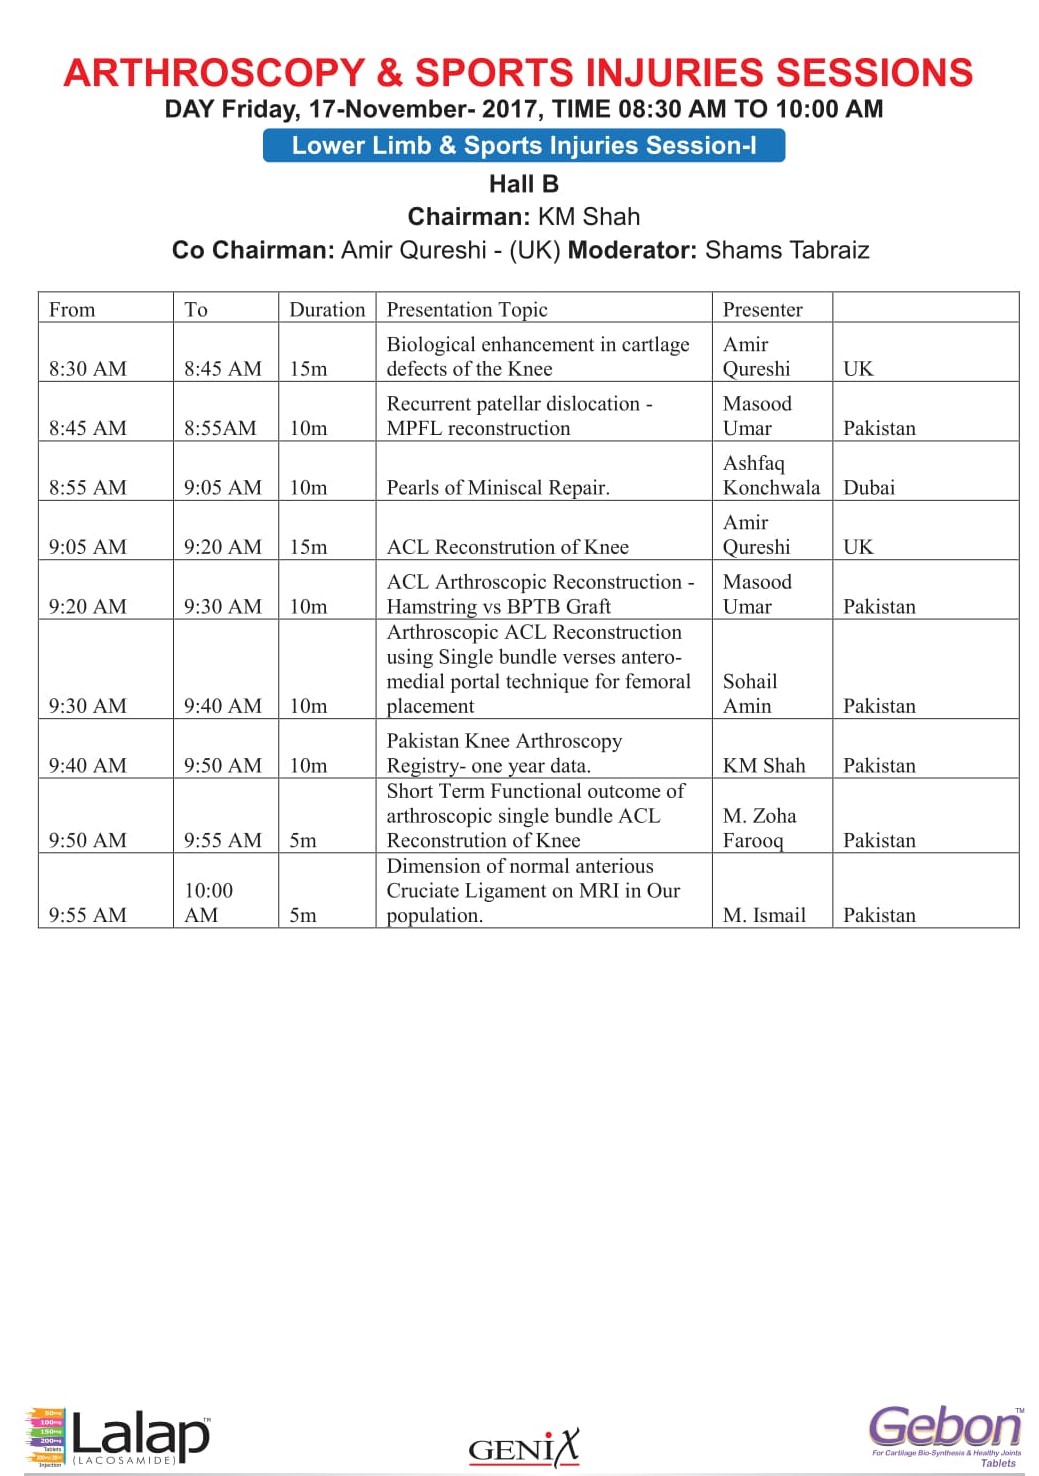 ARTHROSCOPY & SPORTS INJURIES SESSIONS
DAY Friday, 17-November- 2017, TIME 08:30 AM TO 10:00 AM
Lower Limb & Sports Injuries Session-I
Hall B
Chairman: KM Shah
Co Chairman: Amir Qureshi - (UK) Moderator: Shams Tabraiz
From To Duration Presentation Topic Presenter
Biological enhancement in cartlage Amir
8:30 AM 8:45 AM 15m defects of the Knee Qureshi UK
Recurrent patellar dislocation - Masood
8:45 AM 8:55AM 10m MPFL reconstruction Umar Pakistan
Ashfaq
8:55 AM 9:05 AM 10m Pearls of Miniscal Repair. Konchwala Dubai
Amir
9:05 AM 9:20 AM 15m ACL Reconstrution of Knee Qureshi UK
ACL Arthroscopic Reconstruction - Masood
9:20 AM 9:30 AM 10m Hamstring vs BPTB Graft Umar Pakistan
Arthroscopic ACL Reconstruction
using Single bundle verses antero-
medial portal technique for femoral Sohail
9:30 AM 9:40 AM 10m placement Amin Pakistan
Pakistan Knee Arthroscopy
9:40 AM 9:50 AM 10m Registry- one year data. KM Shah Pakistan
Short Term Functional outcome of
arthroscopic single bundle ACL M. Zoha
9:50 AM 9:55 AM 5m Reconstrution of Knee Farooq Pakistan
Dimension of normal anterious
10:00 Cruciate Ligament on MRI in Our
9:55 AM AM 5m population. M. Ismail Pakistan
50mg
100mg
150mg
200mg
Tablets
Injection
Lalap™
(LACOSAMIDE)
GENIX
Gebon™
For Cartilage Bio-Synthesis & Healthy Joints
Tablets